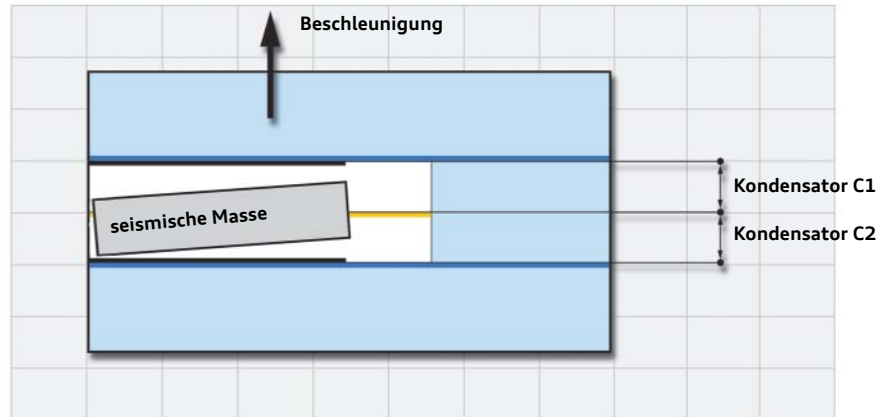 Beschleunigung
Kondensator C1
seismische Masse
Kondensator C2